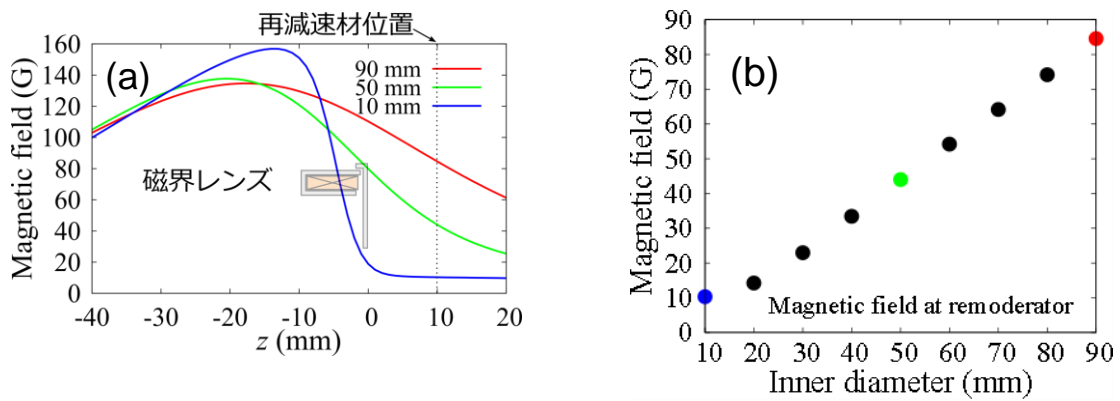 再減速材位置
(a)
90 mm
50 mm
10 mm
磁界レンズ
Magnetic field (G)
0
20
40
60
80
100
120
140
160
-40
-30
-20
-10
0
10
20
z (mm)
(b)
Magnetic field at remoderator
Magnetic field (G)
0
10
20
30
40
50
60
70
80
90
10
20
30
40
50
60
70
80
90
Inner diameter (mm)